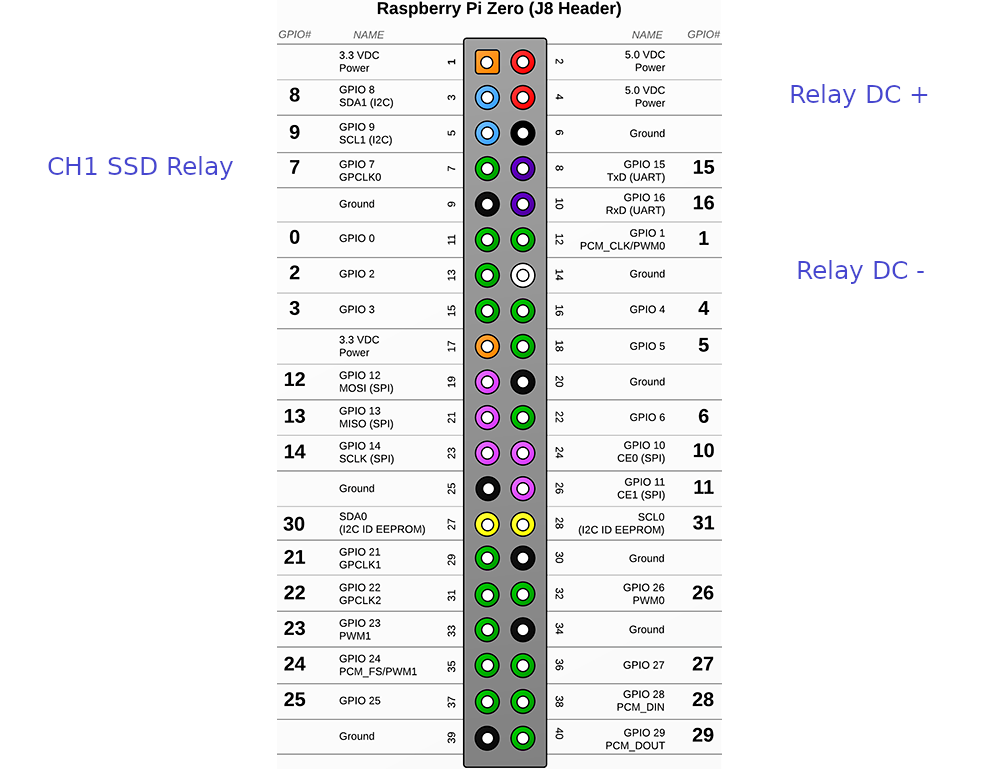 Raspberry Pi Zero (J8 Header)
GPIO# NAME NAME GPIO#
3.3 VDC
Power 1 2 5.0 VDC
Power
Relay DC +
8 GPIO 8
SDA1 (I2C) 3 4 5.0 VDC
Power
9 GPIO 9
SCL1 (I2C) 5 6 Ground
CH1 SSD Relay
7 GPIO 7
GPCLK0 7 8 GPIO 15
TxD (UART) 15
Ground 9 10 GPIO 16
RxD (UART) 16
0 GPIO 0 11 12 GPIO 1
PCM_CLK/PWM0 1
Relay DC -
2 GPIO 2 13 14 Ground
3 GPIO 3 15 16 GPIO 4 4
3.3 VDC
Power 17 18 GPIO 5 5
12 GPIO 12
MOSI (SPI) 19 20 Ground
13 GPIO 13
MISO (SPI) 21 22 GPIO 6 6
14 GPIO 14
SCLK (SPI) 23 24 GPIO 10
CE0 (SPI) 10
Ground 25 26 GPIO 11
CE1 (SPI) 11
30 SDA0
(I2C ID EEPROM) 27 28 SCL0
(I2C ID EEPROM) 31
21 GPIO 21
GPCLK1 29 30 Ground
22 GPIO 22
GPCLK2 31 32 GPIO 26
PWM0 26
23 GPIO 23
PWM1 33 34 Ground
24 GPIO 24
PCM_FS/PWM1 35 36 GPIO 27 27
25 GPIO 25 37 38 GPIO 28
PCM_DIN 28
Ground 39 40 GPIO 29
PCM_DOUT 29